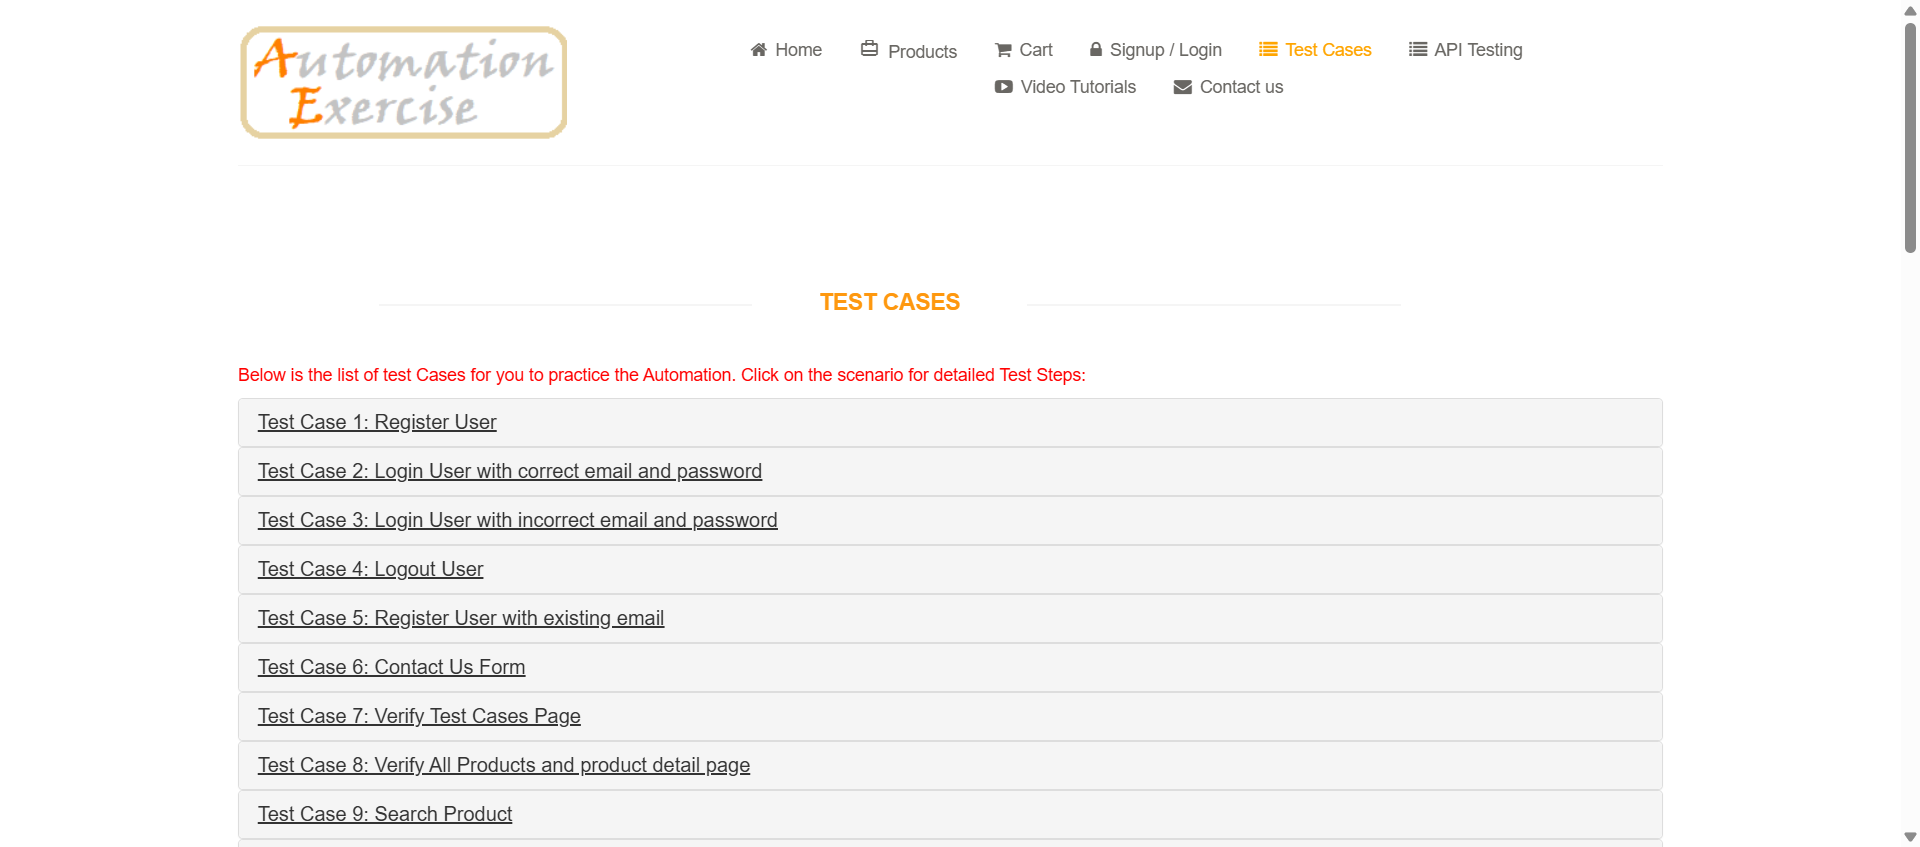 Automation
Exercise
Home Products Cart Signup / Login Test Cases API Testing
Video Tutorials Contact us
TEST CASES
Below is the list of test Cases for you to practice the Automation. Click on the scenario for detailed Test Steps:
Test Case 1: Register User
Test Case 2: Login User with correct email and password
Test Case 3: Login User with incorrect email and password
Test Case 4: Logout User
Test Case 5: Register User with existing email
Test Case 6: Contact Us Form
Test Case 7: Verify Test Cases Page
Test Case 8: Verify All Products and product detail page
Test Case 9: Search Product